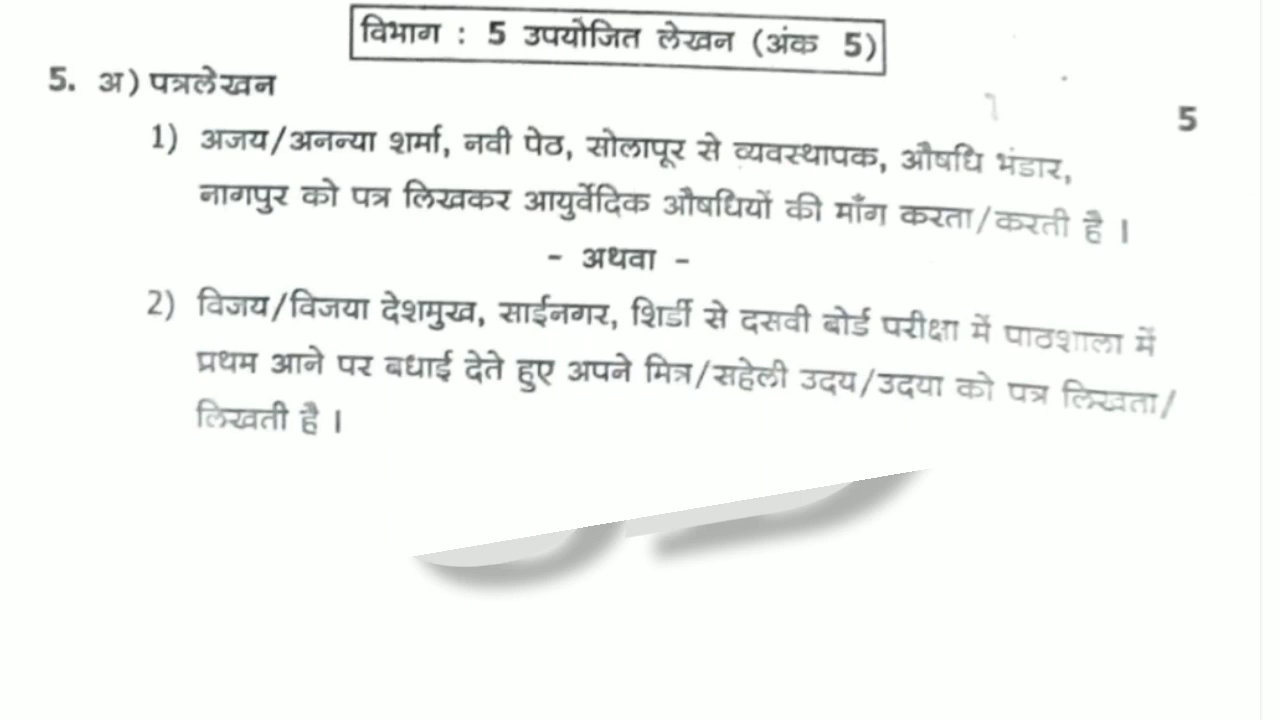 विभाग : 5 उपयोजित लेखन (अंक 5)
5. अ) पत्रलेखन
5
1) अजय/अनन्या शर्मा, नवी पेठ, सोलापूर से व्यवस्थापक, औषधि भंडार,
नागपुर को पत्र लिखकर आयुर्वेदिक औषधियों की माँग करता/करती है ।
- अथवा -
2) विजय/विजया देशमुख, साईनगर, शिर्डी से दसवी बोर्ड परीक्षा में पाठशाला में
प्रथम आने पर बधाई देते हुए अपने मित्र/सहेली उदय/उदया को पत्र लिखता/
लिखती है ।